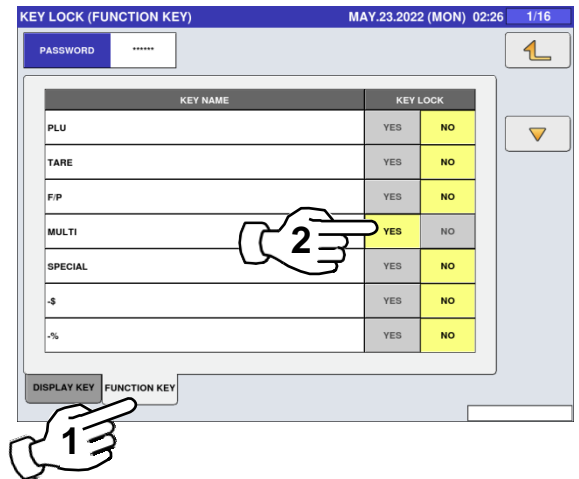 KEY LOCK (FUNCTION KEY) MAY.23.2022 (MON) 02:26 1/16
PASSWORD ******
KEY NAME KEY LOCK
PLU YES NO
TARE YES NO
F/P YES NO
MULTI YES NO
2
SPECIAL YES NO
-$ YES NO
-% YES NO
DISPLAY KEY FUNCTION KEY
1